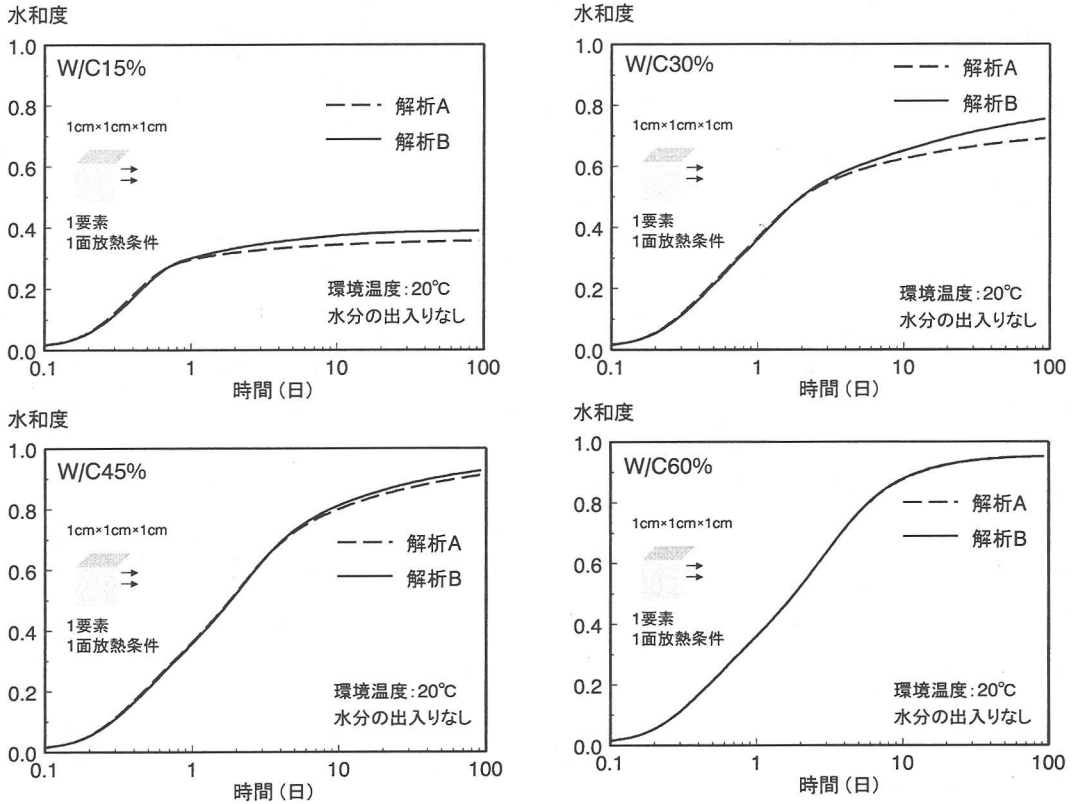 水和度
1.0
W/C15%
解析A
0.8
1cm×1cm×1cm
解析B
0.6
1要素
1面放熱条件
0.4
0.2
環境温度:20℃
水分の出入りなし
0.0
0.1
1
10
100
時間(日)
水和度
1.0
W/C30%
解析A
解析B
0.8
1cm×1cm×1cm
0.6
1要素
1面放熱条件
0.4
0.2
環境温度:20℃
水分の出入りなし
0.0
0.1
1
10
100
時間(日)
水和度
1.0
W/C45%
0.8
1cm×1cm×1cm
解析A
0.6
解析B
1要素
1面放熱条件
0.4
0.2
環境温度:20℃
水分の出入りなし
0.0
0.1
1
10
100
時間(日)
水和度
1.0
W/C60%
0.8
解析A
1cm×1cm×1cm
解析B
0.6
1要素
1面放熱条件
0.4
0.2
環境温度:20℃
水分の出入りなし
0.0
0.1
1
10
100
時間(日)